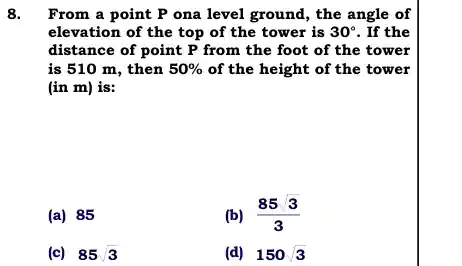 8. From a point P ona level ground, the angle of
elevation of the top of the tower is 30°. If the
distance of point P from the foot of the tower
is 510 m, then 50% of the height of the tower
(in m) is:
(a) 85 (b) 85√3/3
(c) 85√3 (d) 150√3